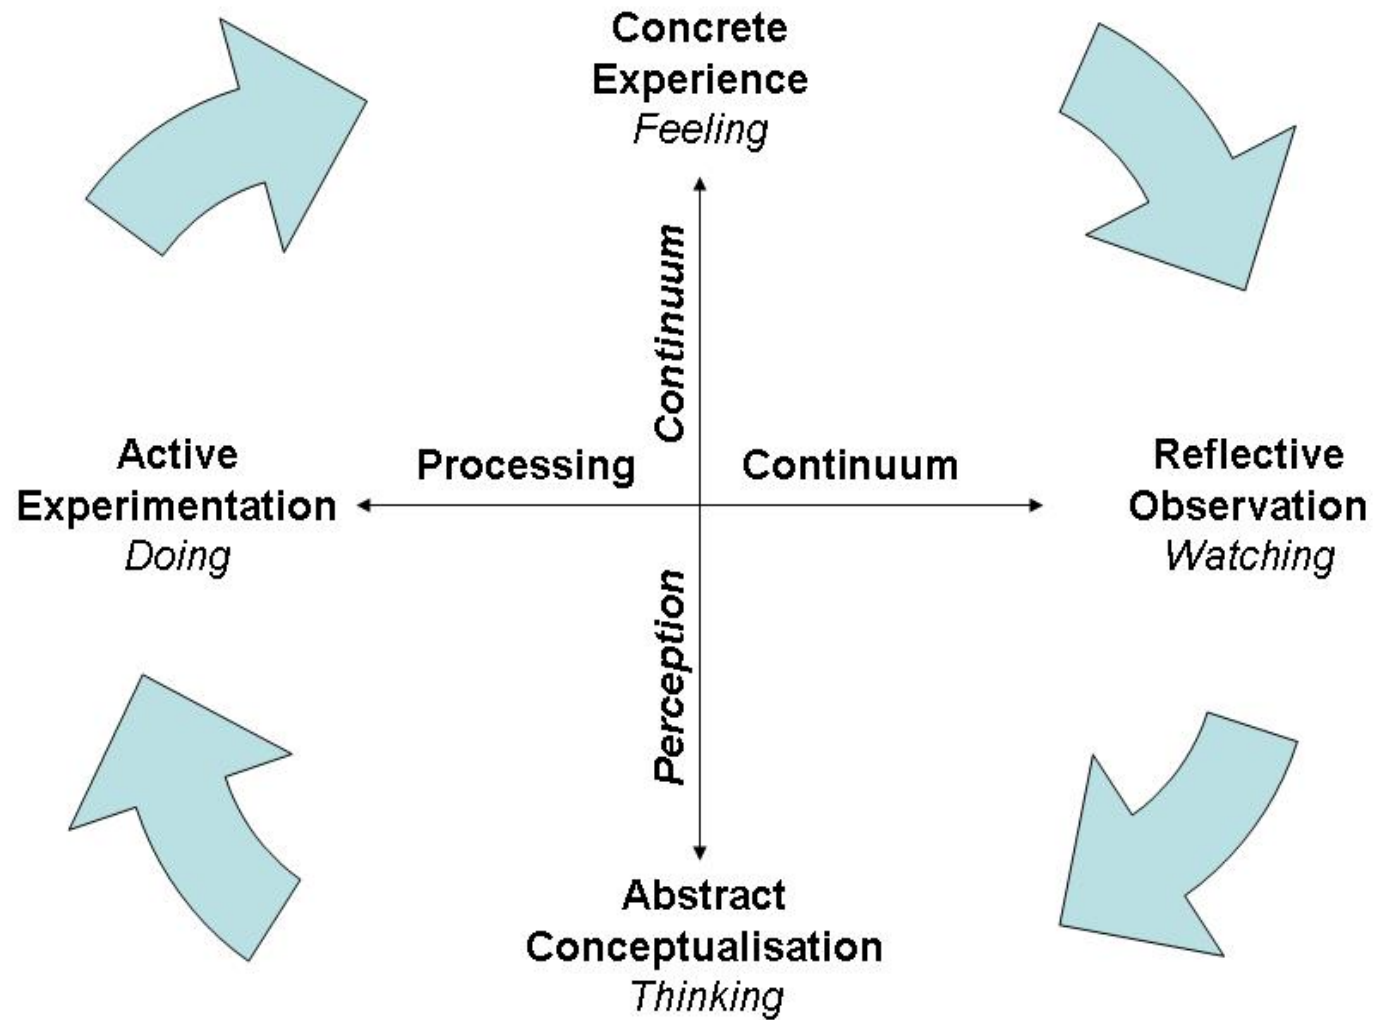 Concrete
Experience
Feeling
Continuum
Active
Experimentation
Doing
Processing
Continuum
Reflective
Observation
Watching
Perception
Abstract
Conceptualisation
Thinking